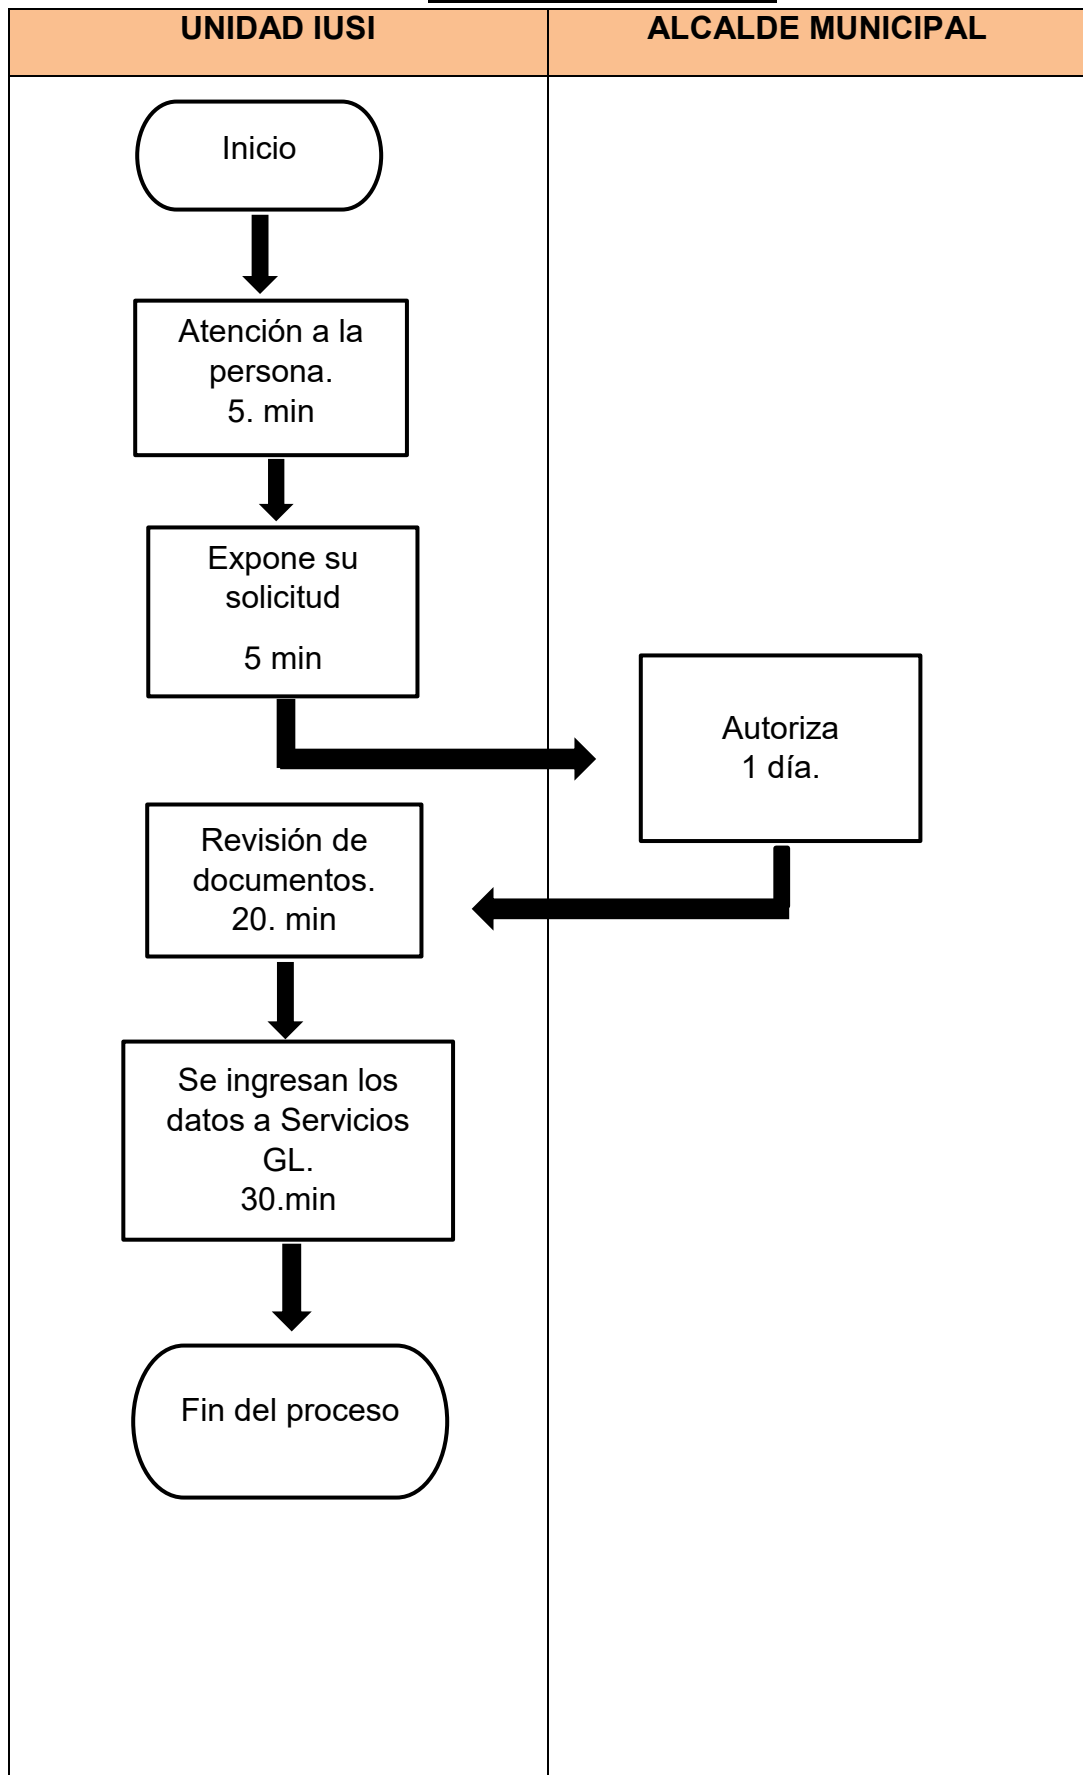 UNIDAD IUSI
ALCALDE MUNICIPAL
Inicio
Atención a la
persona.
5. min
Expone su
solicitud
5 min
Autoriza
1 día.
Revisión de
documentos.
20. min
Se ingresan los
datos a Servicios
GL.
30.min
Fin del proceso